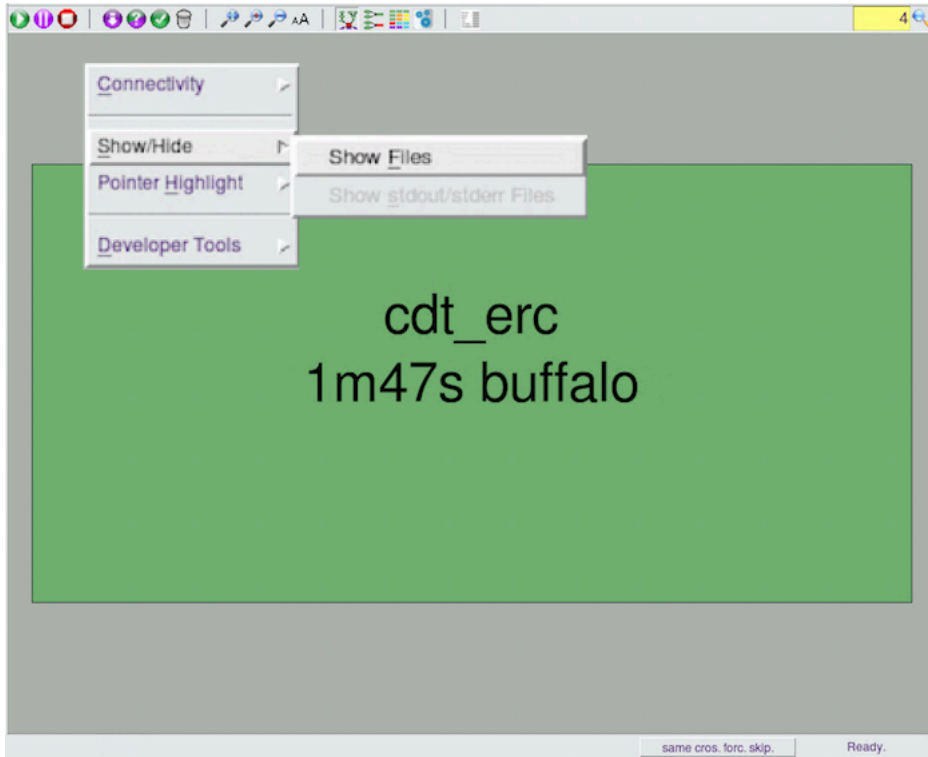 AA
4
Connectivity
Show/Hide
Show Files
Pointer Highlight
Show stdout/stderr Files
Developer Tools
cdt_erc
1m47s buffalo
same cros. forc. skip.
Ready.